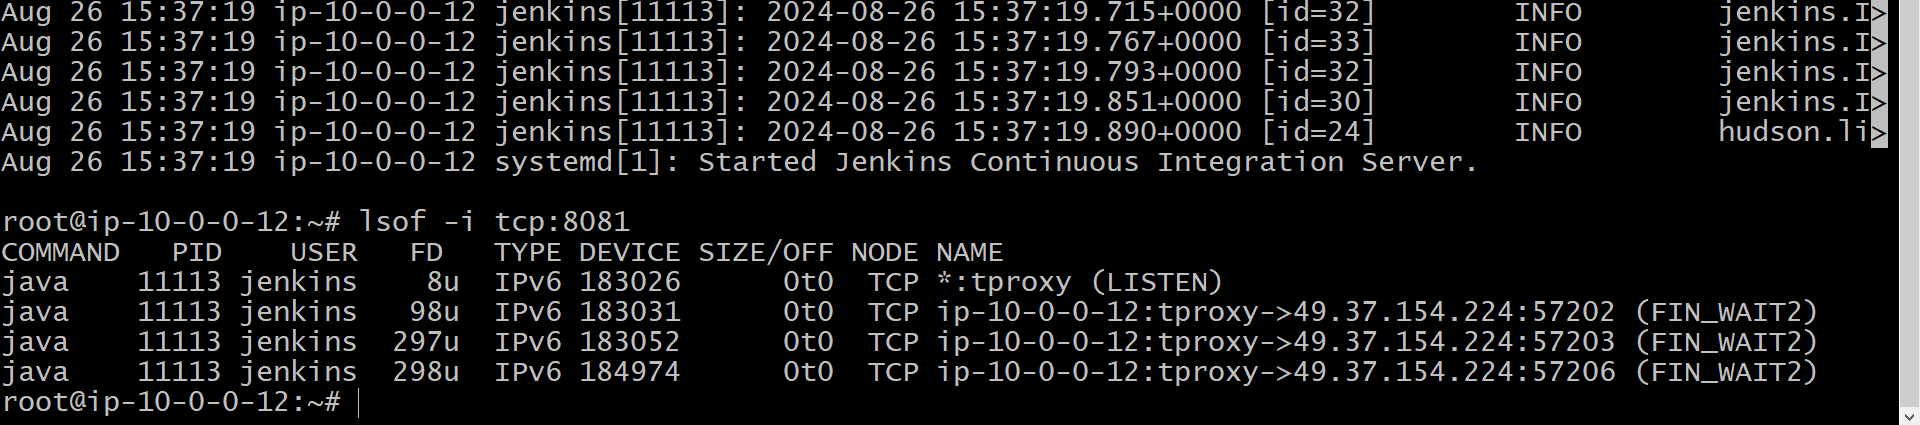 Aug 26 15:37:19 ip-10-0-0-12 jenkins[11113]: 2024-08-26 15:37:19.715+0000 [id=32]        INFO        jenkins.I>
Aug 26 15:37:19 ip-10-0-0-12 jenkins[11113]: 2024-08-26 15:37:19.767+0000 [id=33]        INFO        jenkins.I>
Aug 26 15:37:19 ip-10-0-0-12 jenkins[11113]: 2024-08-26 15:37:19.793+0000 [id=32]        INFO        jenkins.I>
Aug 26 15:37:19 ip-10-0-0-12 jenkins[11113]: 2024-08-26 15:37:19.851+0000 [id=30]        INFO        jenkins.I>
Aug 26 15:37:19 ip-10-0-0-12 jenkins[11113]: 2024-08-26 15:37:19.890+0000 [id=24]        INFO        hudson.li>
Aug 26 15:37:19 ip-10-0-0-12 systemd[1]: Started Jenkins Continuous Integration Server.
root@ip-10-0-0-12:~# lsof -i tcp:8081
COMMAND   PID    USER   FD   TYPE DEVICE SIZE/OFF NODE NAME
java    11113 jenkins    8u  IPv6 183026      0t0  TCP *:tproxy (LISTEN)
java    11113 jenkins   98u  IPv6 183031      0t0  TCP ip-10-0-0-12:tproxy->49.37.154.224:57202 (FIN_WAIT2)
java    11113 jenkins  297u  IPv6 183052      0t0  TCP ip-10-0-0-12:tproxy->49.37.154.224:57203 (FIN_WAIT2)
java    11113 jenkins  298u  IPv6 184974      0t0  TCP ip-10-0-0-12:tproxy->49.37.154.224:57206 (FIN_WAIT2)
root@ip-10-0-0-12:~#